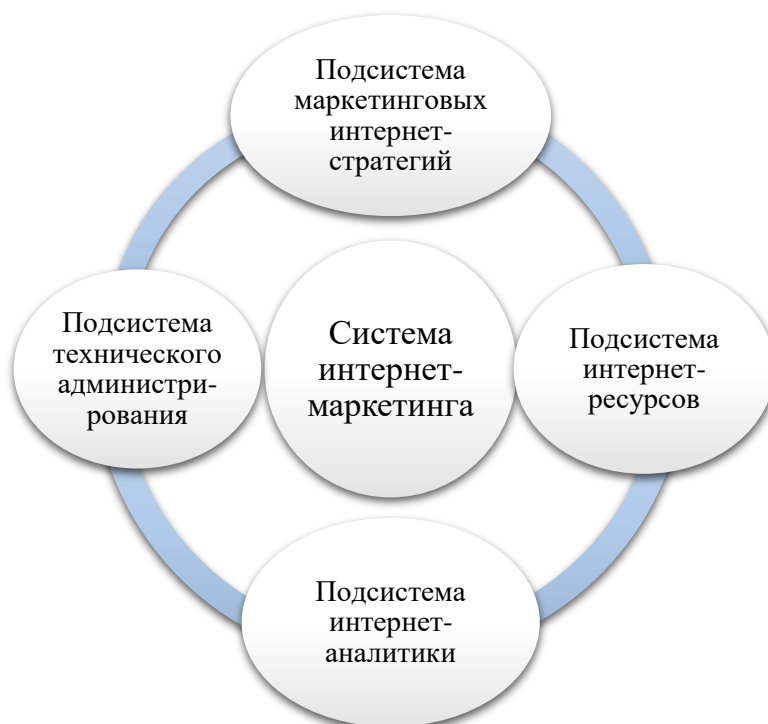 Подсистема
маркетинговых
интернет-
стратегий
Подсистема
технического
администри-
рования
Система
интернет-
маркетинга
Подсистема
интернет-
ресурсов
Подсистема
интернет-
аналитики